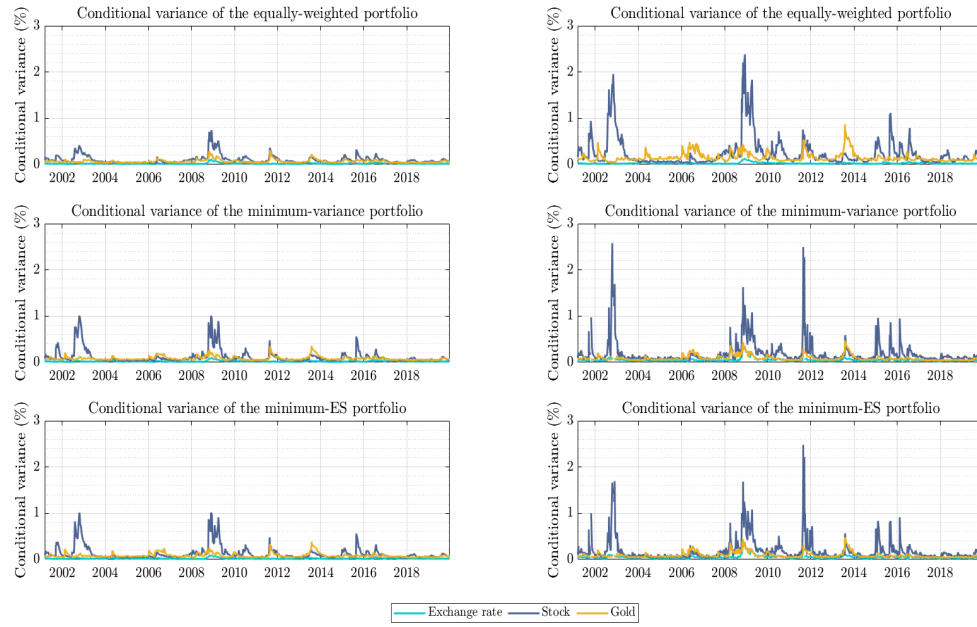 Conditional variance of the equally-weighted portfolio
Conditional variance (%)
3
2
1
0
2002 2004 2006 2008 2010 2012 2014 2016 2018
Conditional variance of the equally-weighted portfolio
Conditional variance (%)
3
2
1
0
2002 2004 2006 2008 2010 2012 2014 2016 2018
Conditional variance of the minimum-variance portfolio
Conditional variance (%)
3
2
1
0
2002 2004 2006 2008 2010 2012 2014 2016 2018
Conditional variance of the minimum-variance portfolio
Conditional variance (%)
3
2
1
0
2002 2004 2006 2008 2010 2012 2014 2016 2018
Conditional variance of the minimum-ES portfolio
Conditional variance (%)
3
2
1
0
2002 2004 2006 2008 2010 2012 2014 2016 2018
Conditional variance of the minimum-ES portfolio
Conditional variance (%)
3
2
1
0
2002 2004 2006 2008 2010 2012 2014 2016 2018
Exchange rate Stock Gold